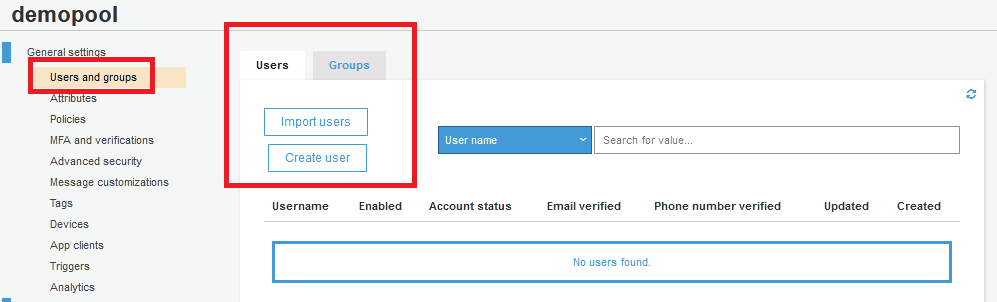 demopool
General settings
Users and groups
Attributes
Policies
MFA and verifications
Advanced security
Message customizations
Tags
Devices
App clients
Triggers
Analytics
Users Groups
Import users
Create user
User name Search for value...
Username Enabled Account status Email verified Phone number verified Updated Created
No users found.